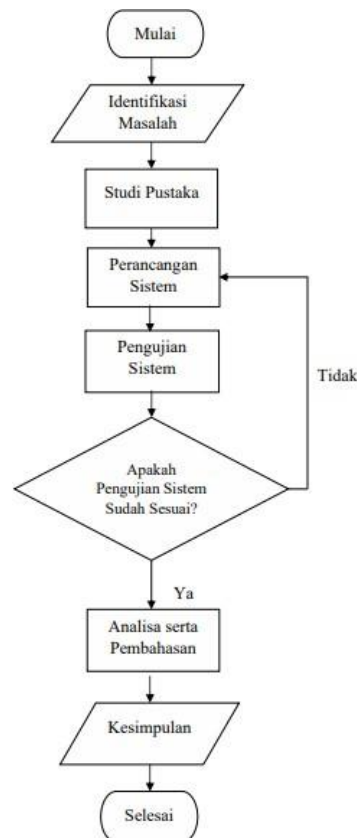 Mulai
Identifikasi
Masalah
Studi Pustaka
Perancangan
Sistem
Pengujian
Sistem
Tidak
Apakah
Pengujian Sistem
Sudah Sesuai?
Ya
Analisa serta
Pembahasan
Kesimpulan
Selesai